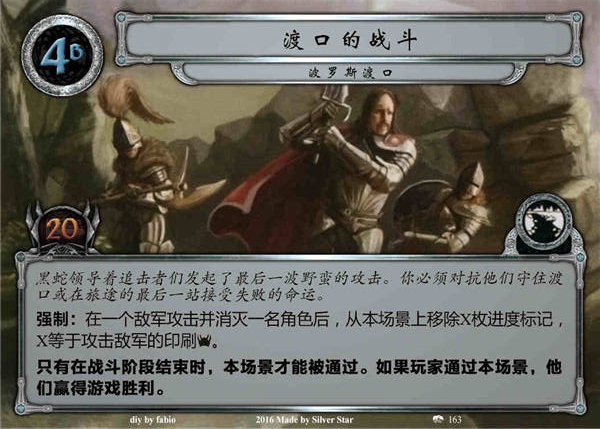 4B
渡口的战斗
波罗斯渡口
20
黑蛇领导着追击者们发起了最后一波野蛮的攻击。你必须对抗他们守住渡
口或在旅途的最后一站接受失败的命运。
强制：在一个敌军攻击并消灭一名角色后，从本场景上移除X枚进度标记，
X等于攻击敌军的印刷。
只有在战斗阶段结束时，本场景才能被通过。如果玩家通过本场景，他
们赢得游戏胜利。
diy by fabio
2016 Made by Silver Star
163